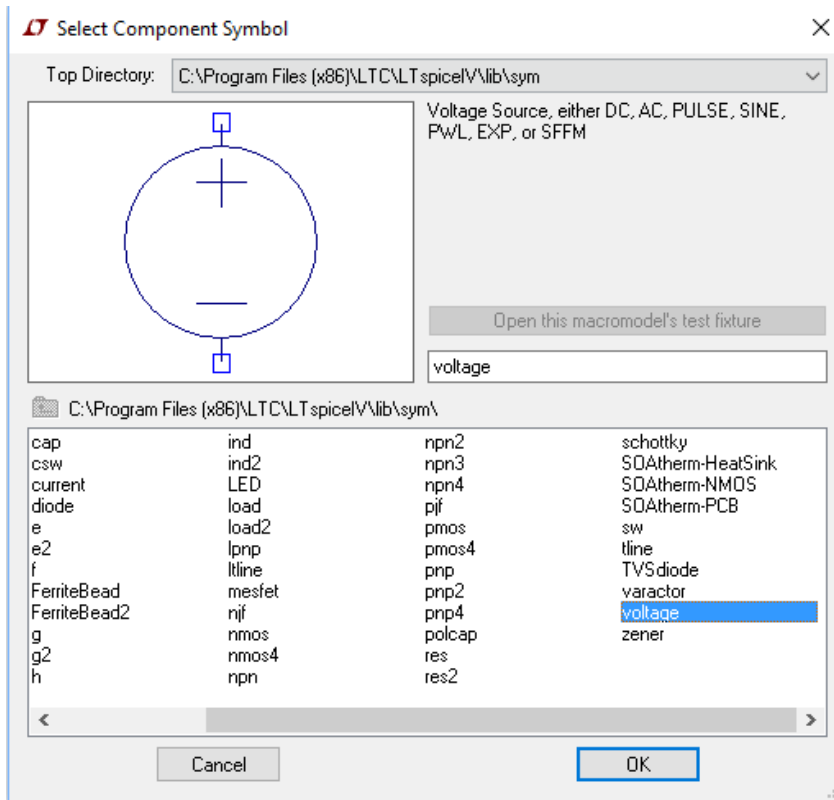 Select Component Symbol
Top Directory: C:\Program Files (x86)\LTC\LTspiceIV\lib\sym
Voltage Source, either DC, AC, PULSE, SINE,
PWL, EXP, or SFFM
Open this macromodel's test fixture
voltage
C:\Program Files (x86)\LTC\LTspiceIV\lib\sym\
cap ind npn2 schottky
csw ind2 npn3 SOAtherm-HeatSink
current LED npn4 SOAtherm-NMOS
diode load pjf SOAtherm-PCB
e load2 pmos sw
e2 lpnp pmos4 tline
f ltline pnp TVSdiode
FerriteBead mesfet pnp2 varactor
FerriteBead2 njf pnp4 voltage
g nmos polcap zener
g2 nmos4 res
h npn res2
Cancel OK